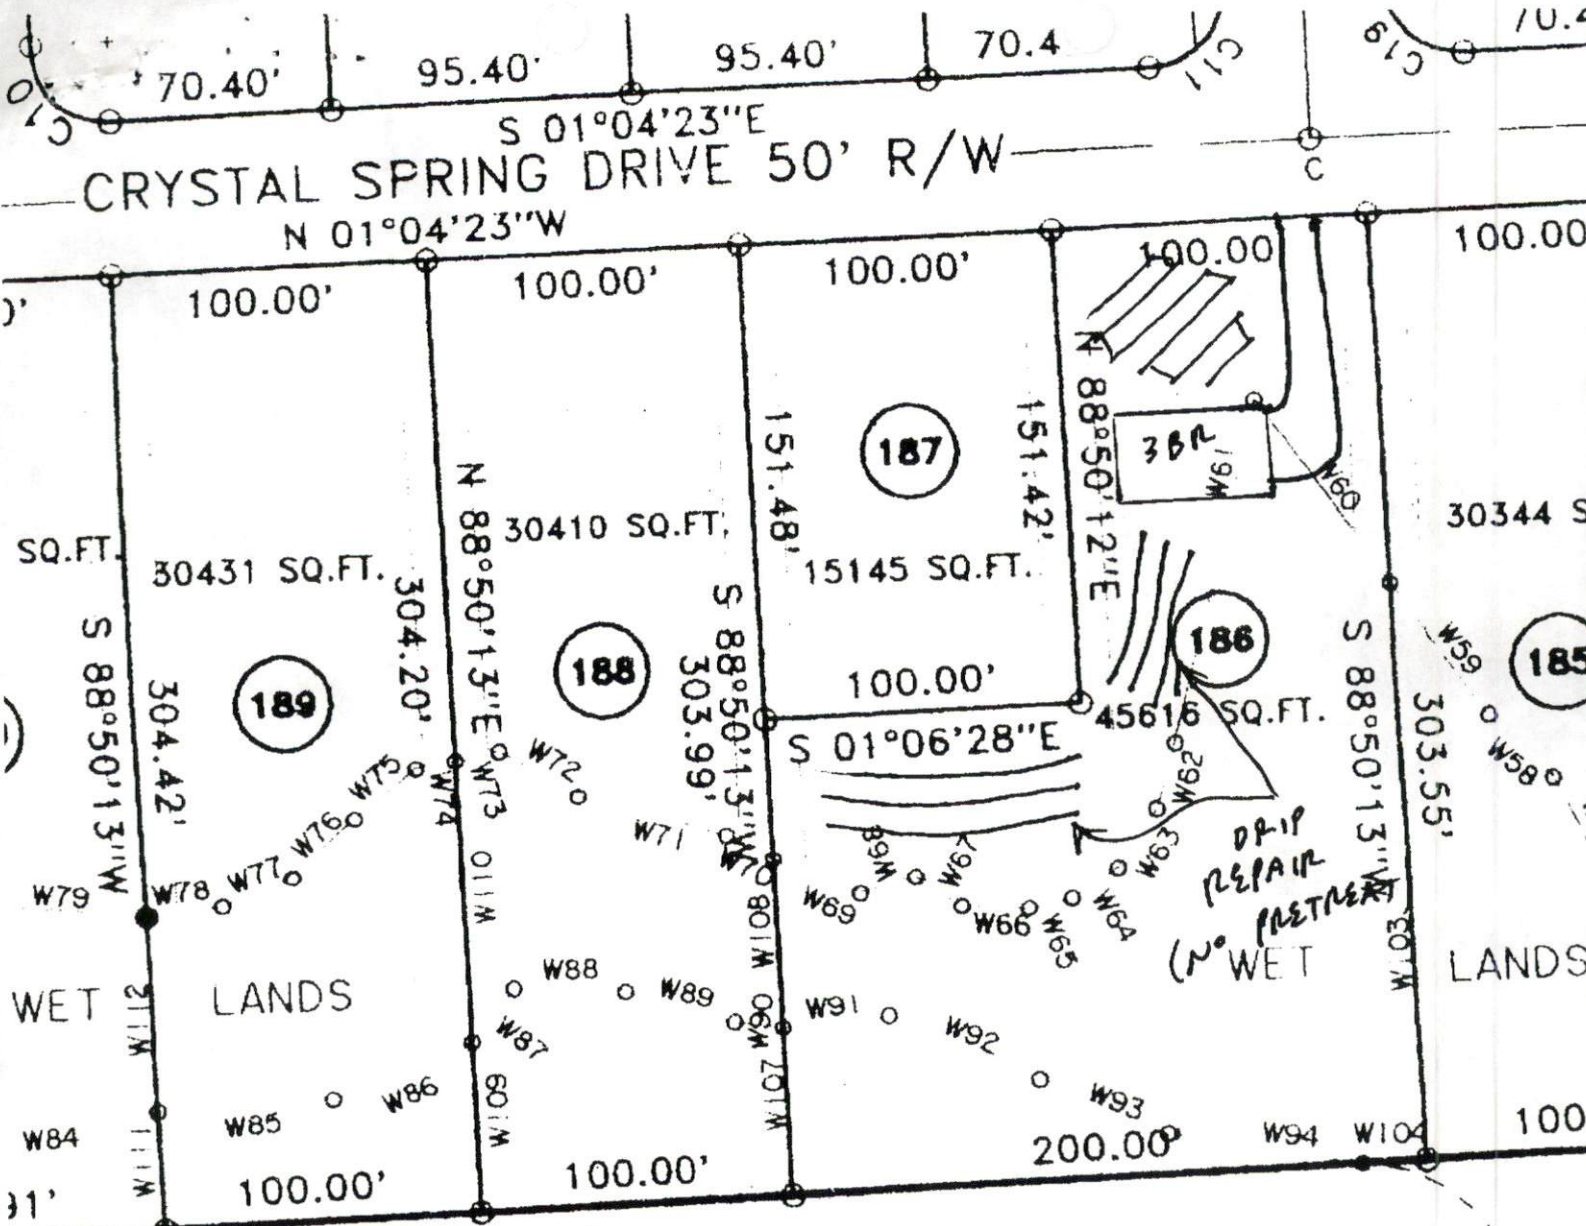 70.40'
95.40'
95.40'
70.4
C11
C19
70.4
S 01°04'23"E
CRYSTAL SPRING DRIVE 50' R/W
C
N 01°04'23"W
100.00'
100.00'
100.00'
100.00
100.00
187
3BR
W61
W60
151.48'
151.42'
N 88°50'12"E
SQ.FT.
30431 SQ.FT.
30410 SQ.FT.
15145 SQ.FT.
30344 S
N 88°50'13"E
304.20'
S 88°50'13"W
303.99'
S 88°50'13"W
304.42'
189
188
186
185
S 88°50'13"W
303.55'
W59
W58
100.00'
45616 SQ.FT.
S 01°06'28"E
W75
W74
W73
W72
W62
W76
W71
W63
W77
W78
W79
W68
W67
W69
W66
W65
W64
DRIP
REPAIR
(NO PRETREAT
W110
W108
W103
WET LANDS
WET LANDS
W112
W88
W89
W90
W91
W92
W87
W107
W86
W85
W84
W109
W93
W94
W104
W111
31'
100.00'
100.00'
200.00'
100